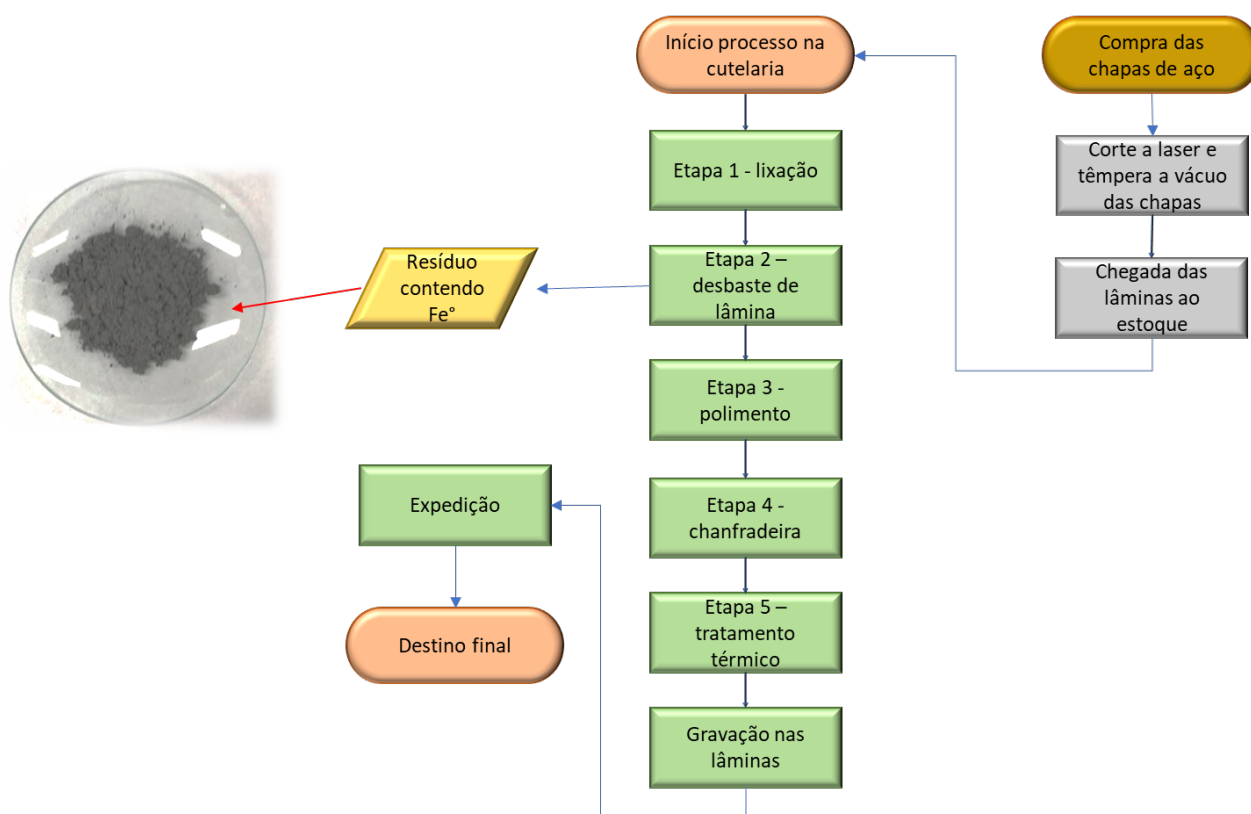 Início processo na
cutelaria
Compra das
chapas de aço
Etapa 1 - lixação
Corte a laser e
têmpera a vácuo
das chapas
Resíduo
contendo
Fe°
Etapa 2 –
desbaste de
lâmina
Chegada das
lâminas ao
estoque
Etapa 3 -
polimento
Expedição
Etapa 4 -
chanfradeira
Destino final
Etapa 5 –
tratamento
térmico
Gravação nas
lâminas